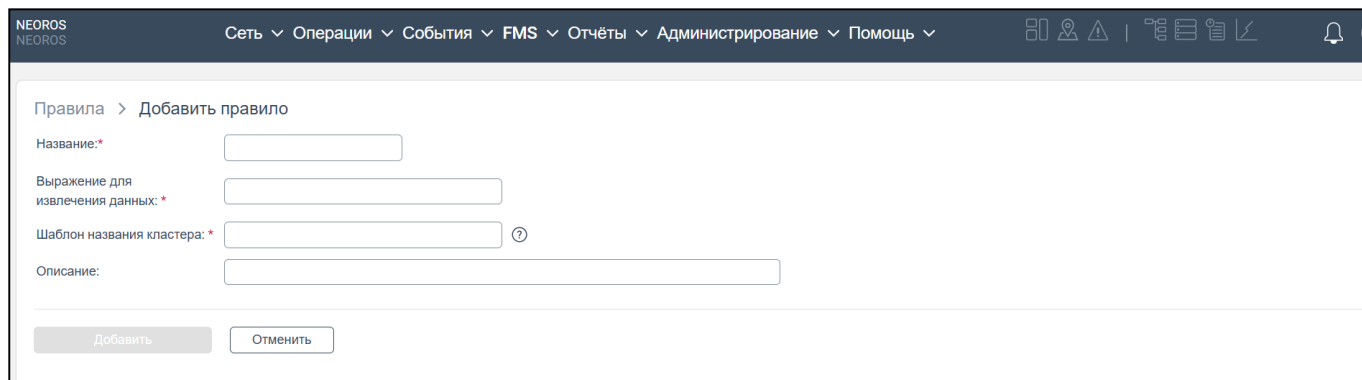 NEOROS
NEOROS
Сеть Операции События FMS Отчёты Администрирование Помощь
Правила > Добавить правило
Название:*
Выражение для
извлечения данных: *
Шаблон названия кластера: * ?
Описание:
Добавить Отменить